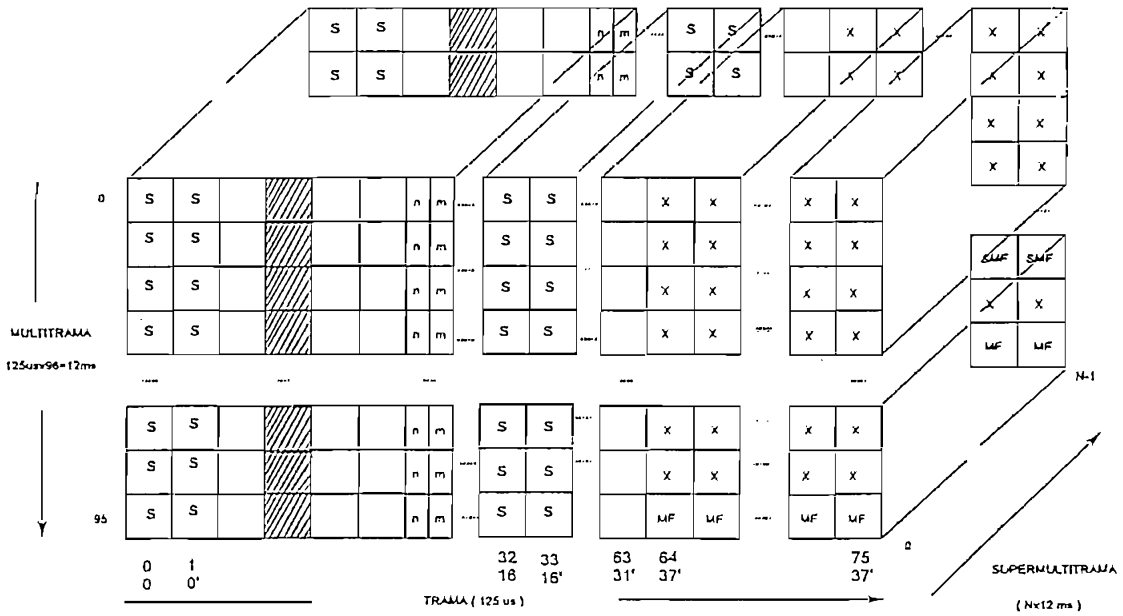 S S n m S S X X X X
S S n m S S X X X X
X X
X X
0 S S n m S S X X X X
S S n m S S X X X X
SMF SMF
S S n m S S X X X X
X X
MULTITRAMA S S n m S S X X X X
MF MF
125usx96=12ms
N-1
S S n m S S X X X X
S S n m S S X X X X
95 S S n m S S MF MF MF MF
0
0 1 32 33 63 64 75
0 0' 16 16' 31' 37' 37'
SUPERMULTITRAMA
TRAMA ( 125 us )
( Nx12 ms )